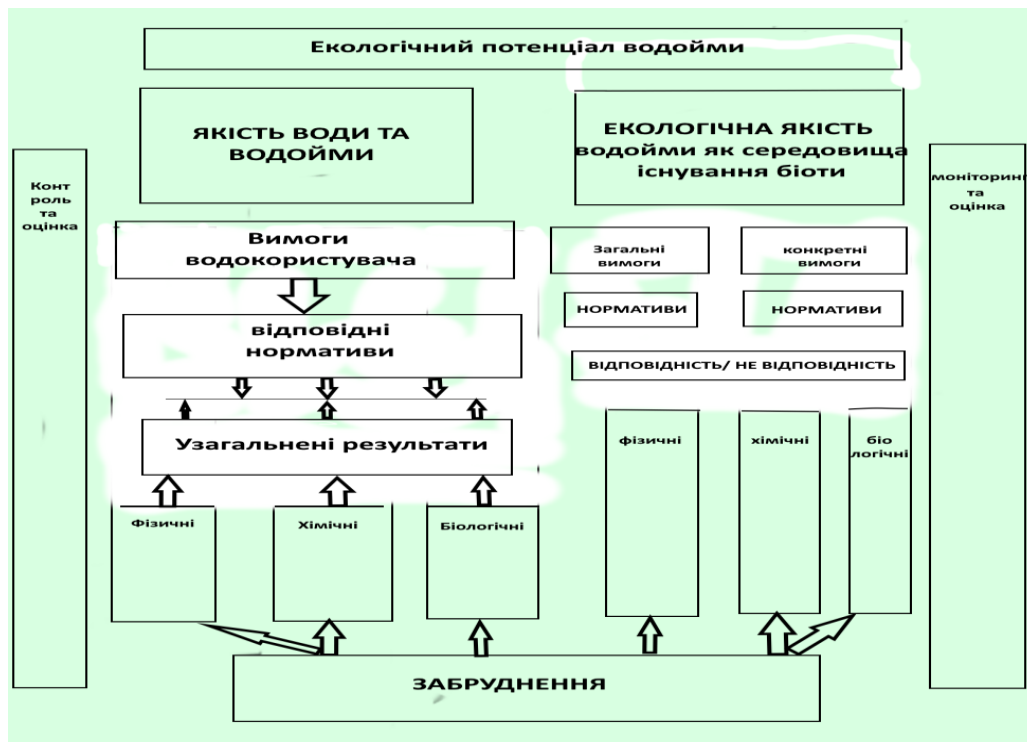 Екологічний потенціал водойми
ЯКІСТЬ ВОДИ ТА
ВОДОЙМИ
ЕКОЛОГІЧНА ЯКІСТЬ
водойми як середовища
існування біоти
Конт
роль
та
оцінка
моніторинг
та
оцінка
Вимоги
водокористувача
Загальні
вимоги
конкретні
вимоги
відповідні
нормативи
НОРМАТИВИ
НОРМАТИВИ
ВІДПОВІДНІСТЬ/ НЕ ВІДПОВІДНІСТЬ
Узагальнені результати
фізичні
хімічні
біо
логічні
Фізичні
Хімічні
Біологічні
ЗАБРУДНЕННЯ